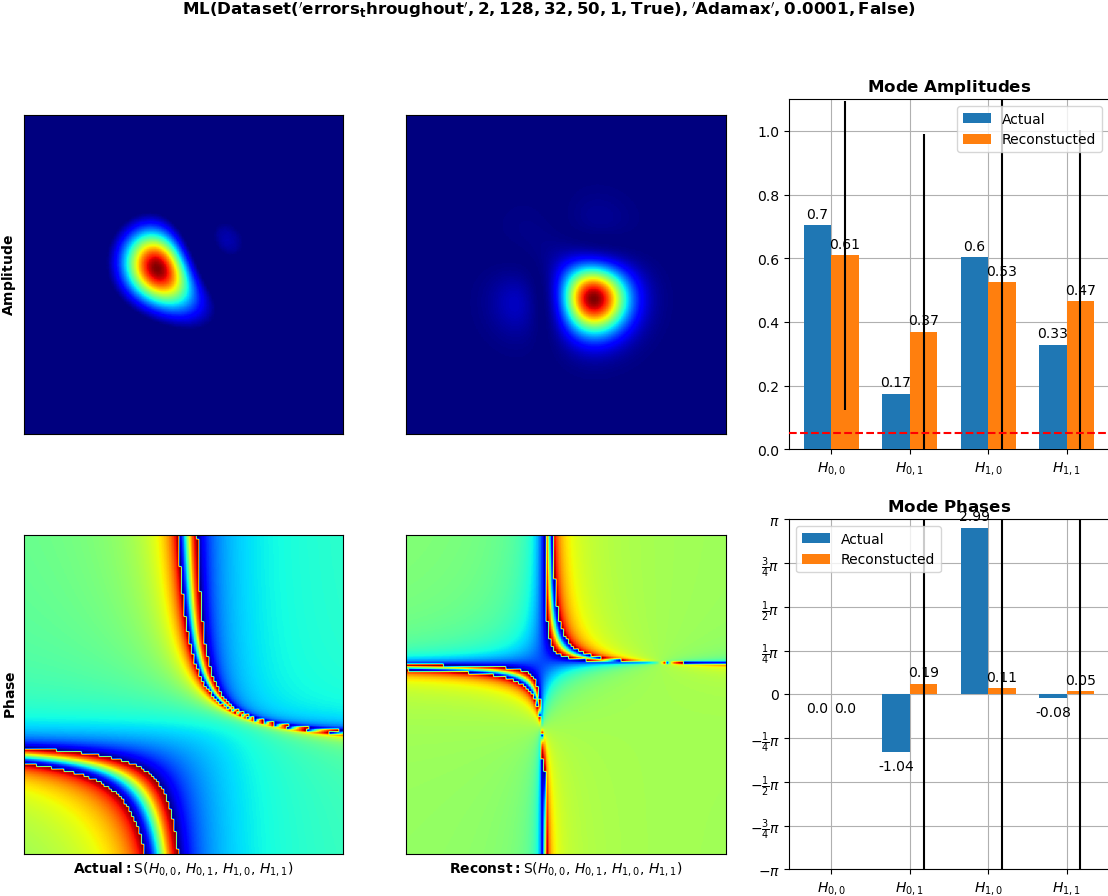 ML(Dataset('errors_throughout', 2, 128, 32, 50, 1, True), 'Adamax', 0.0001, False)
Mode Amplitudes
Amplitude
Actual
Reconstucted
1.0
0.8
0.6
0.4
0.2
0.0
0.7
0.61
0.17
0.37
0.6
0.53
0.33
0.47
H0,0
H0,1
H1,0
H1,1
Mode Phases
Phase
Actual
Reconstucted
π
3/4π
1/2π
1/4π
0
−1/4π
−1/2π
−3/4π
−π
0.0
0.0
-1.04
0.19
2.99
0.11
-0.08
0.05
H0,0
H0,1
H1,0
H1,1
Actual: S(H0,0, H0,1, H1,0, H1,1)
Reconst: S(H0,0, H0,1, H1,0, H1,1)